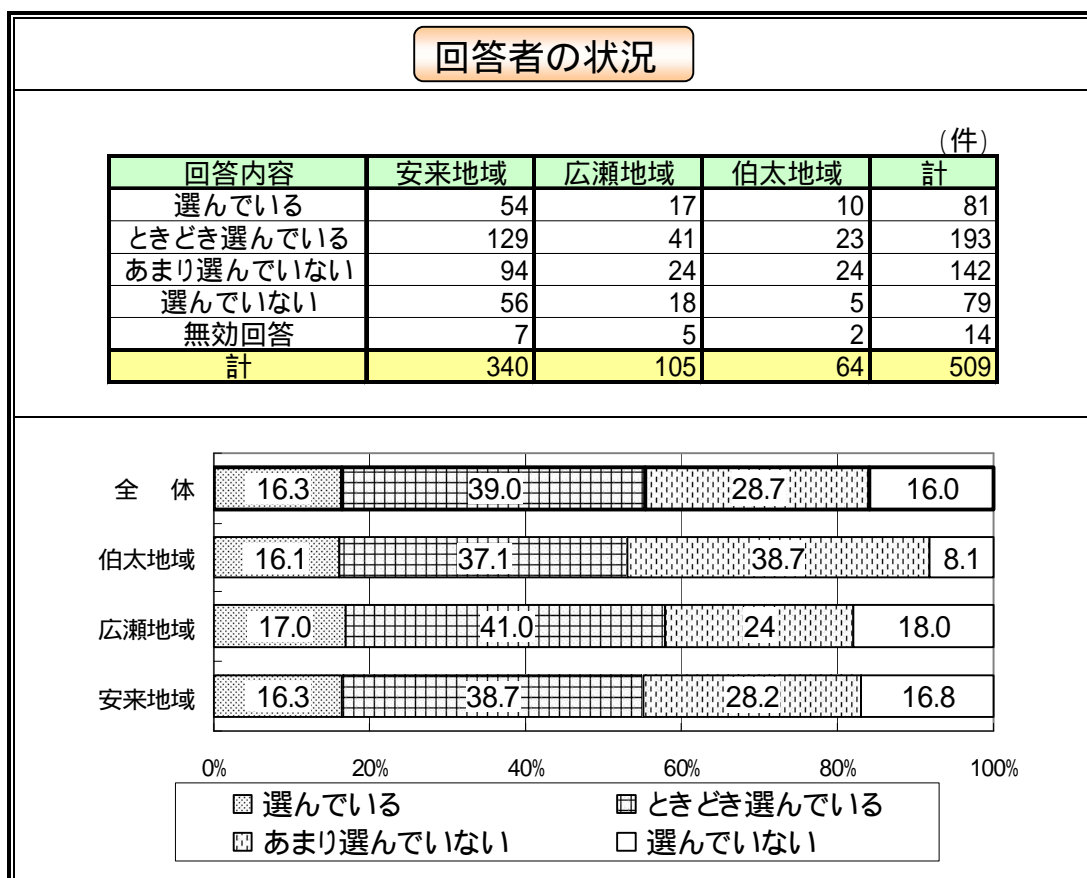 回答者の状況
(件)
回答内容 安来地域 広瀬地域 伯太地域 計
選んでいる 54 17 10 81
ときどき選んでいる 129 41 23 193
あまり選んでいない 94 24 24 142
選んでいない 56 18 5 79
無効回答 7 5 2 14
計 340 105 64 509
全 体 16.3 39.0 28.7 16.0
伯太地域 16.1 37.1 38.7 8.1
広瀬地域 17.0 41.0 24 18.0
安来地域 16.3 38.7 28.2 16.8
0% 20% 40% 60% 80% 100%
選んでいる ときどき選んでいる
あまり選んでいない 選んでいない